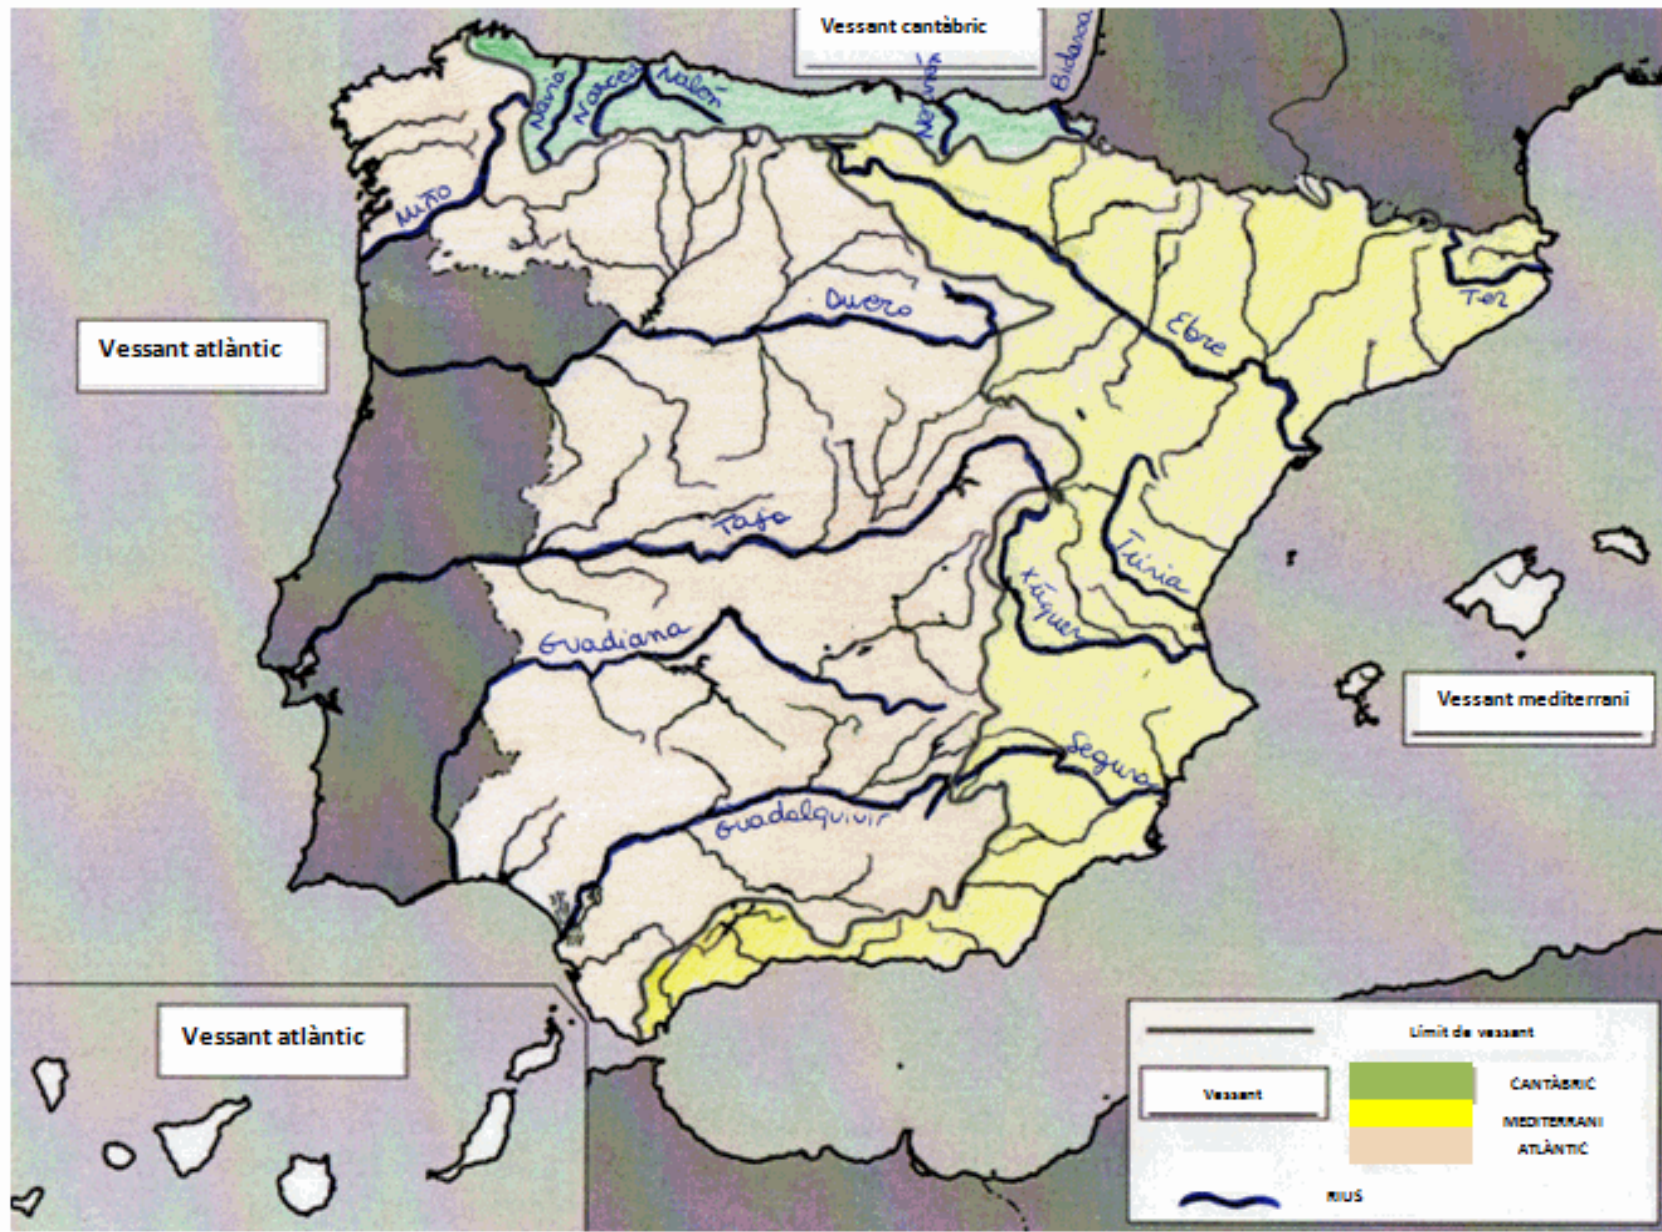 Vessant cantàbric
Navia
Narcea
Nalón
Nervión
Bidasoa
Miño
Duero
Ebre
Ter
Vessant atlàntic
Tajo
Túria
Xúquer
Guadiana
Vessant mediterrani
Segura
Guadalquivir
Vessant atlàntic
Límit de vessant
Vessant
CANTÀBRIC
MEDITERRANI
ATLÀNTIC
RIUS